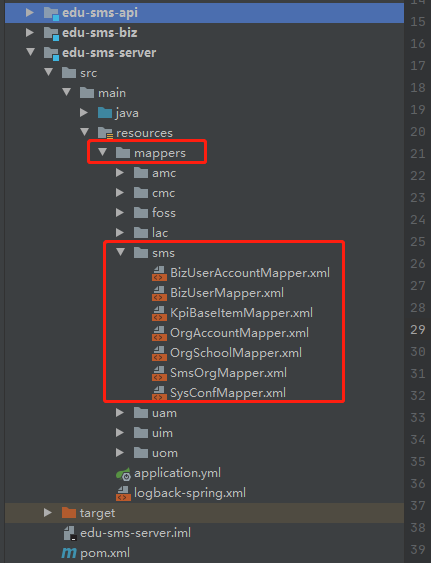 edu-sms-api
edu-sms-biz
edu-sms-server
src
main
java
resources
mappers
amc
cmc
foss
lac
sms
BizUserAccountMapper.xml
BizUserMapper.xml
KpiBaseItemMapper.xml
OrgAccountMapper.xml
OrgSchoolMapper.xml
SmsOrgMapper.xml
SysConfMapper.xml
uam
uim
uom
application.yml
logback-spring.xml
target
edu-sms-server.iml
pom.xml
14
15
16
17
18
19
20
21
22
23
24
25
26
27
28
29
30
31
32
33
34
35
36
37
38
39